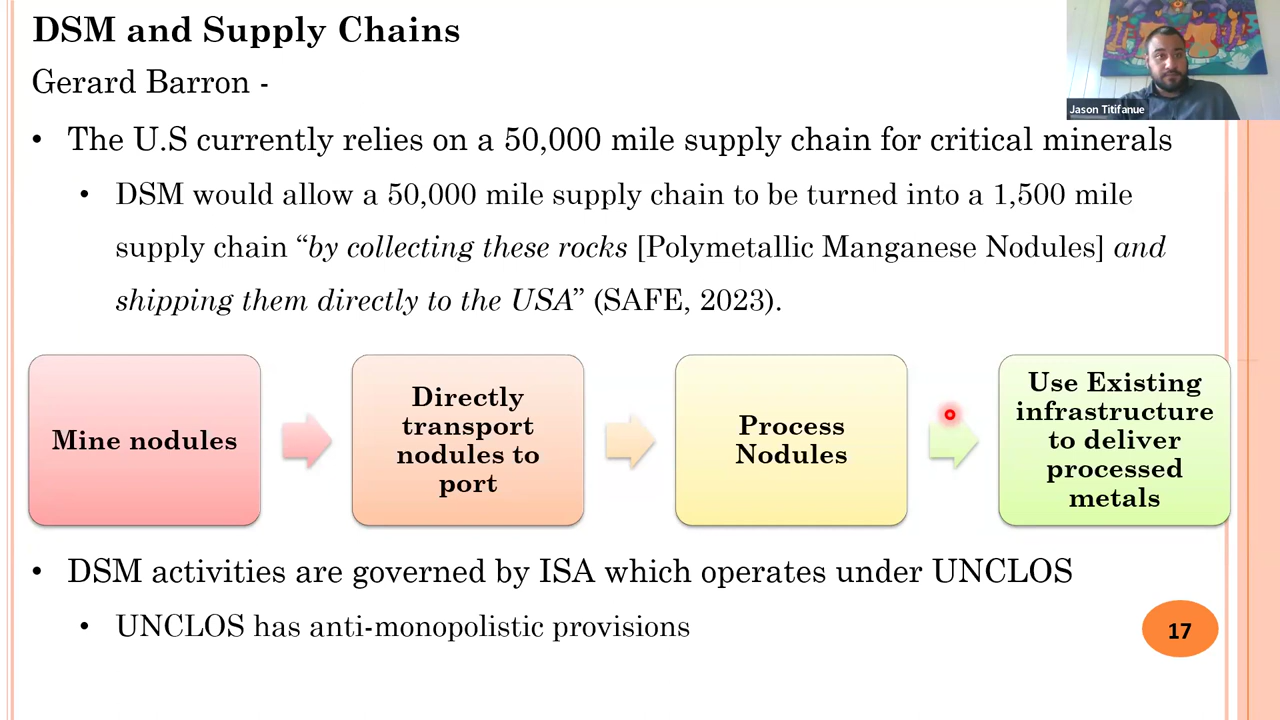 DSM and Supply Chains
Jason Titifanue
Gerard Barron -
• The U.S currently relies on a 50,000 mile supply chain for critical minerals
• DSM would allow a 50,000 mile supply chain to be turned into a 1,500 mile
supply chain “by collecting these rocks [Polymetallic Manganese Nodules] and
shipping them directly to the USA” (SAFE, 2023).
Mine nodules
Directly
transport
nodules to
port
Process
Nodules
Use Existing
infrastructure
to deliver
processed
metals
• DSM activities are governed by ISA which operates under UNCLOS
• UNCLOS has anti-monopolistic provisions
17